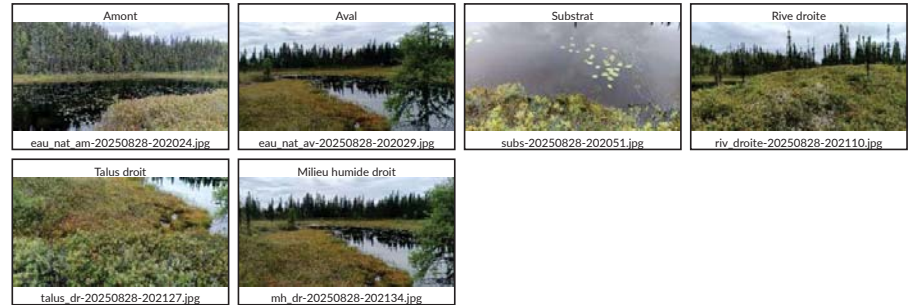 Amont
Aval
Substrat
Rive droite
eau_nat_am-20250828-202024.jpg
eau_nat_av-20250828-202029.jpg
subs-20250828-202051.jpg
riv_droite-20250828-202110.jpg
Talus droit
Milieu humide droit
talus_dr-20250828-202127.jpg
mh_dr-20250828-202134.jpg